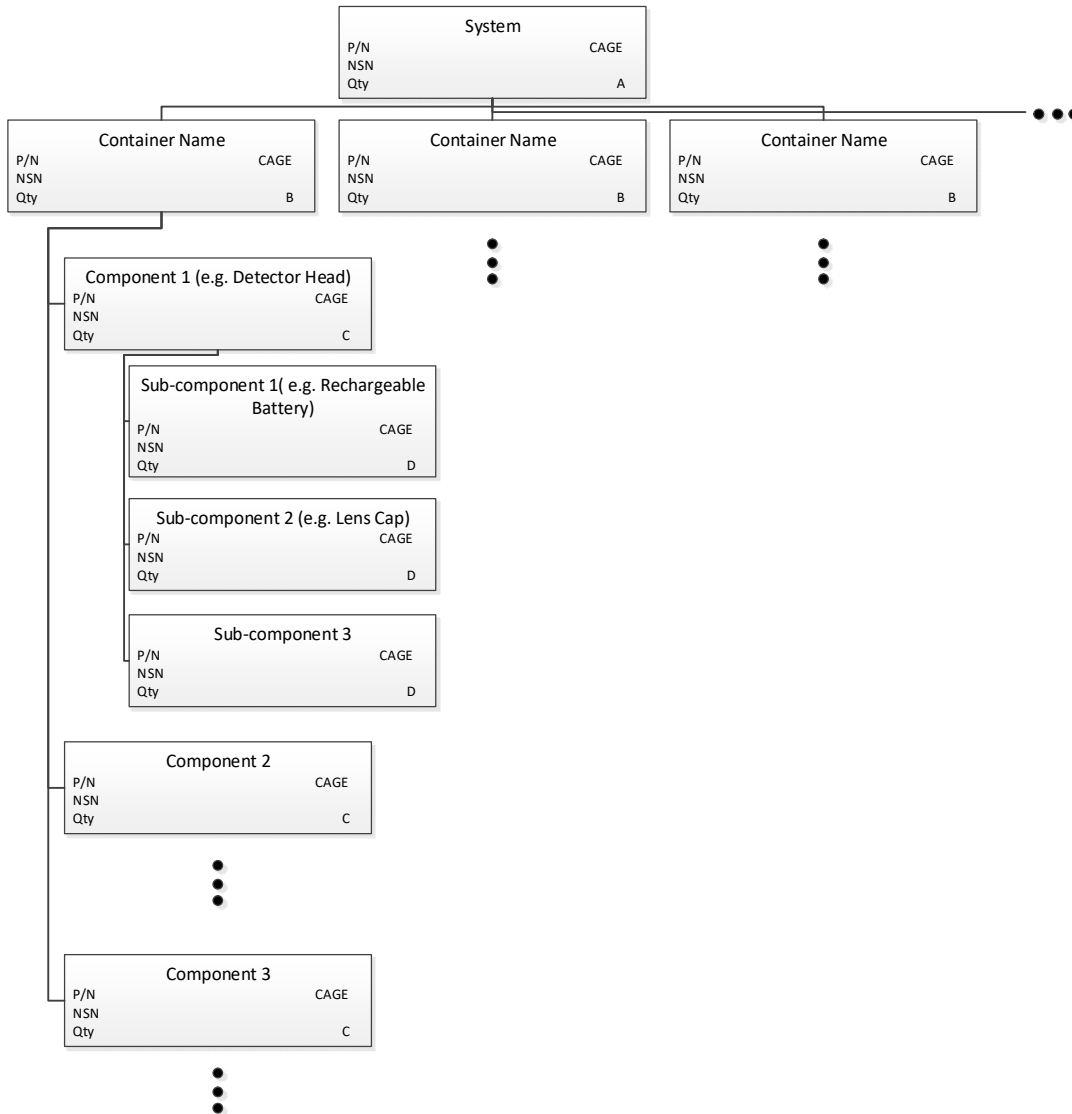 System
P/N CAGE
NSN
Qty A
Container Name
P/N CAGE
NSN
Qty B
Container Name
P/N CAGE
NSN
Qty B
Container Name
P/N CAGE
NSN
Qty B
Component 1 (e.g. Detector Head)
P/N CAGE
NSN
Qty C
Sub-component 1( e.g. Rechargeable
Battery)
P/N CAGE
NSN
Qty D
Sub-component 2 (e.g. Lens Cap)
P/N CAGE
NSN
Qty D
Sub-component 3
P/N CAGE
NSN
Qty D
Component 2
P/N CAGE
NSN
Qty C
Component 3
P/N CAGE
NSN
Qty C